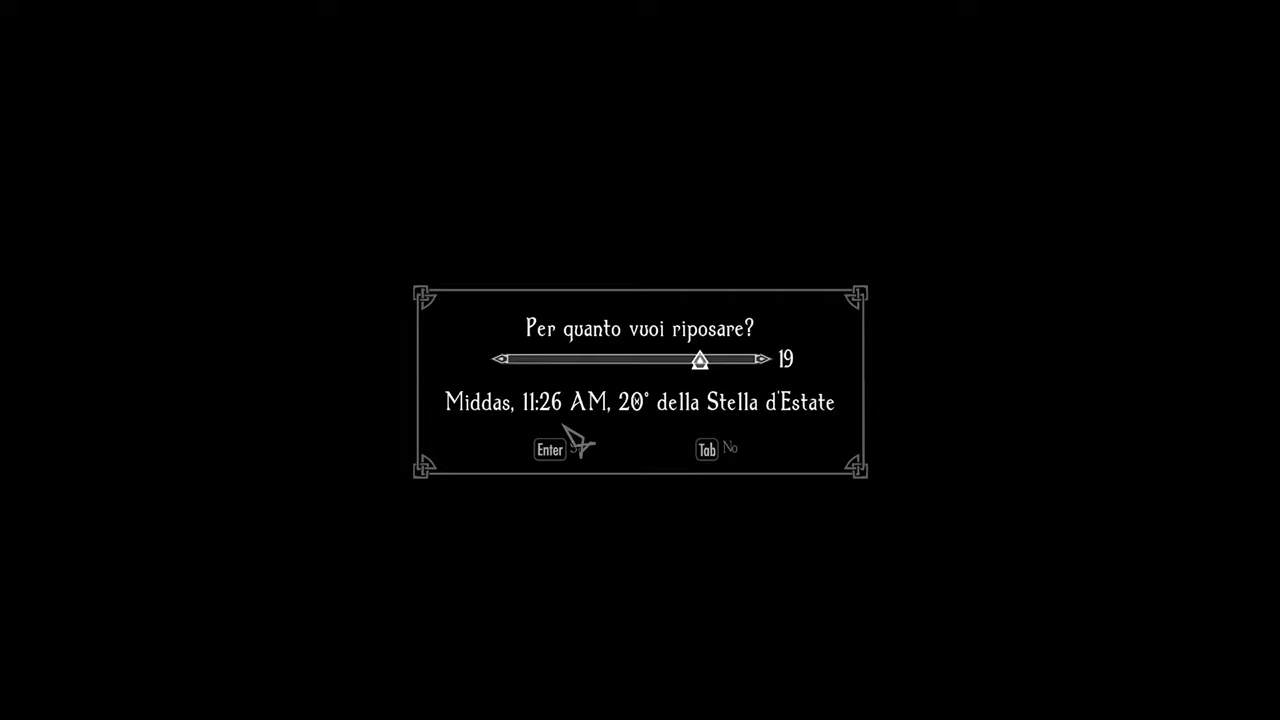 Per quanto vuoi riposare?
19
Middas, 11:26 AM, 20° della Stella d'Estate
Enter
Tab No